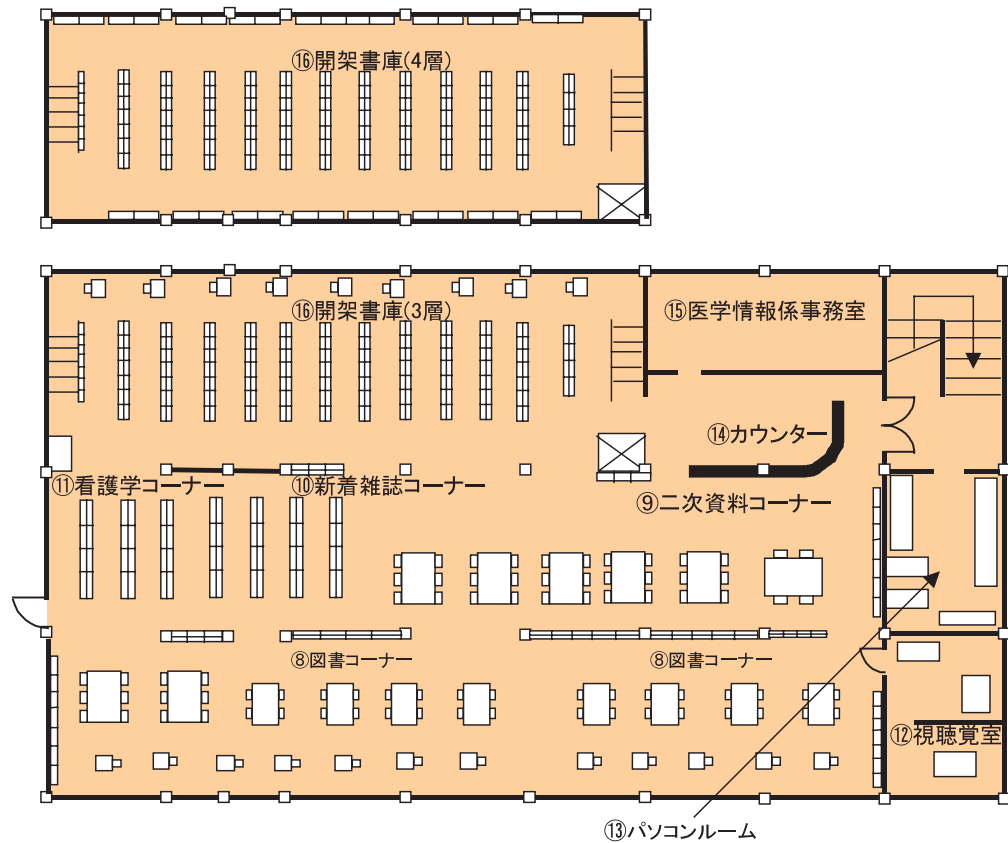 ⑯開架書庫(4層)
⑯開架書庫(3層)
⑮医学情報係事務室
⑭カウンター
⑪看護学コーナー
⑩新着雑誌コーナー
⑨二次資料コーナー
⑧図書コーナー
⑧図書コーナー
⑫視聴覚室
⑬パソコンルーム